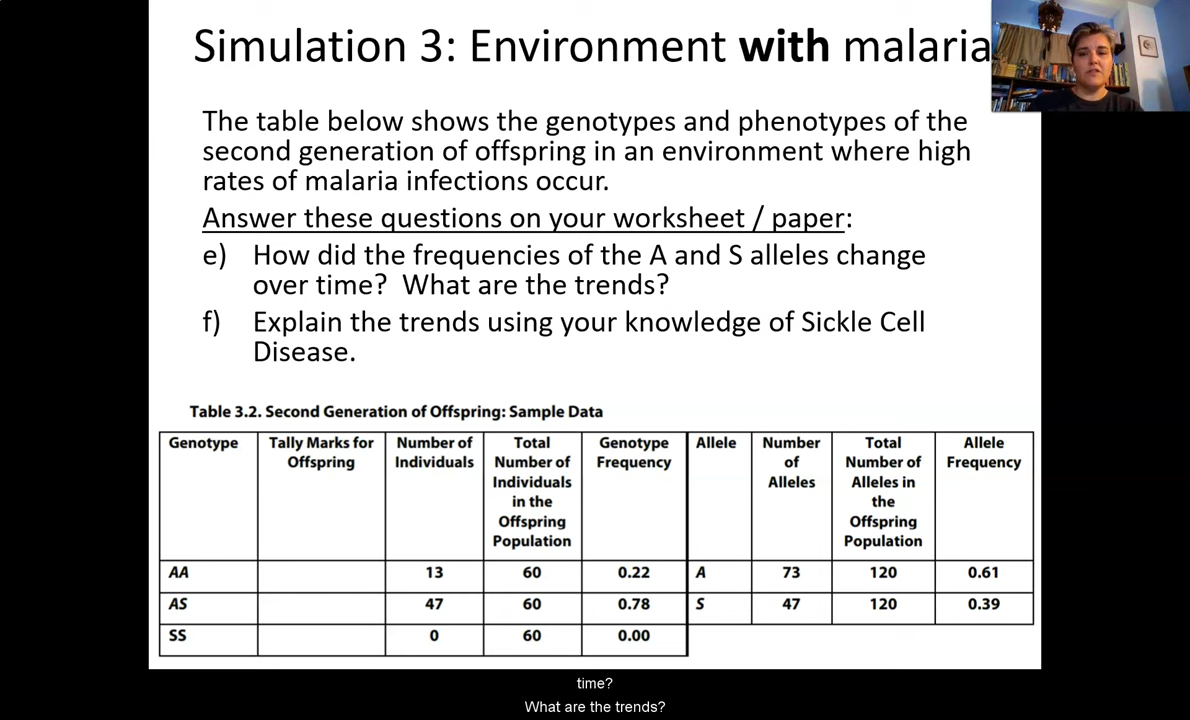 Simulation 3: Environment with malaria
The table below shows the genotypes and phenotypes of the
second generation of offspring in an environment where high
rates of malaria infections occur.
Answer these questions on your worksheet / paper:
e) How did the frequencies of the A and S alleles change
over time? What are the trends?
f) Explain the trends using your knowledge of Sickle Cell
Disease.
Table 3.2. Second Generation of Offspring: Sample Data
Genotype Tally Marks for Number of Total Genotype Allele Number Total Allele
Offspring Individuals Number of Frequency of Number of Frequency
Individuals Alleles Alleles in
in the the
Offspring Offspring
Population Population
AA 13 60 0.22 A 73 120 0.61
AS 47 60 0.78 S 47 120 0.39
SS 0 60 0.00
time?
What are the trends?